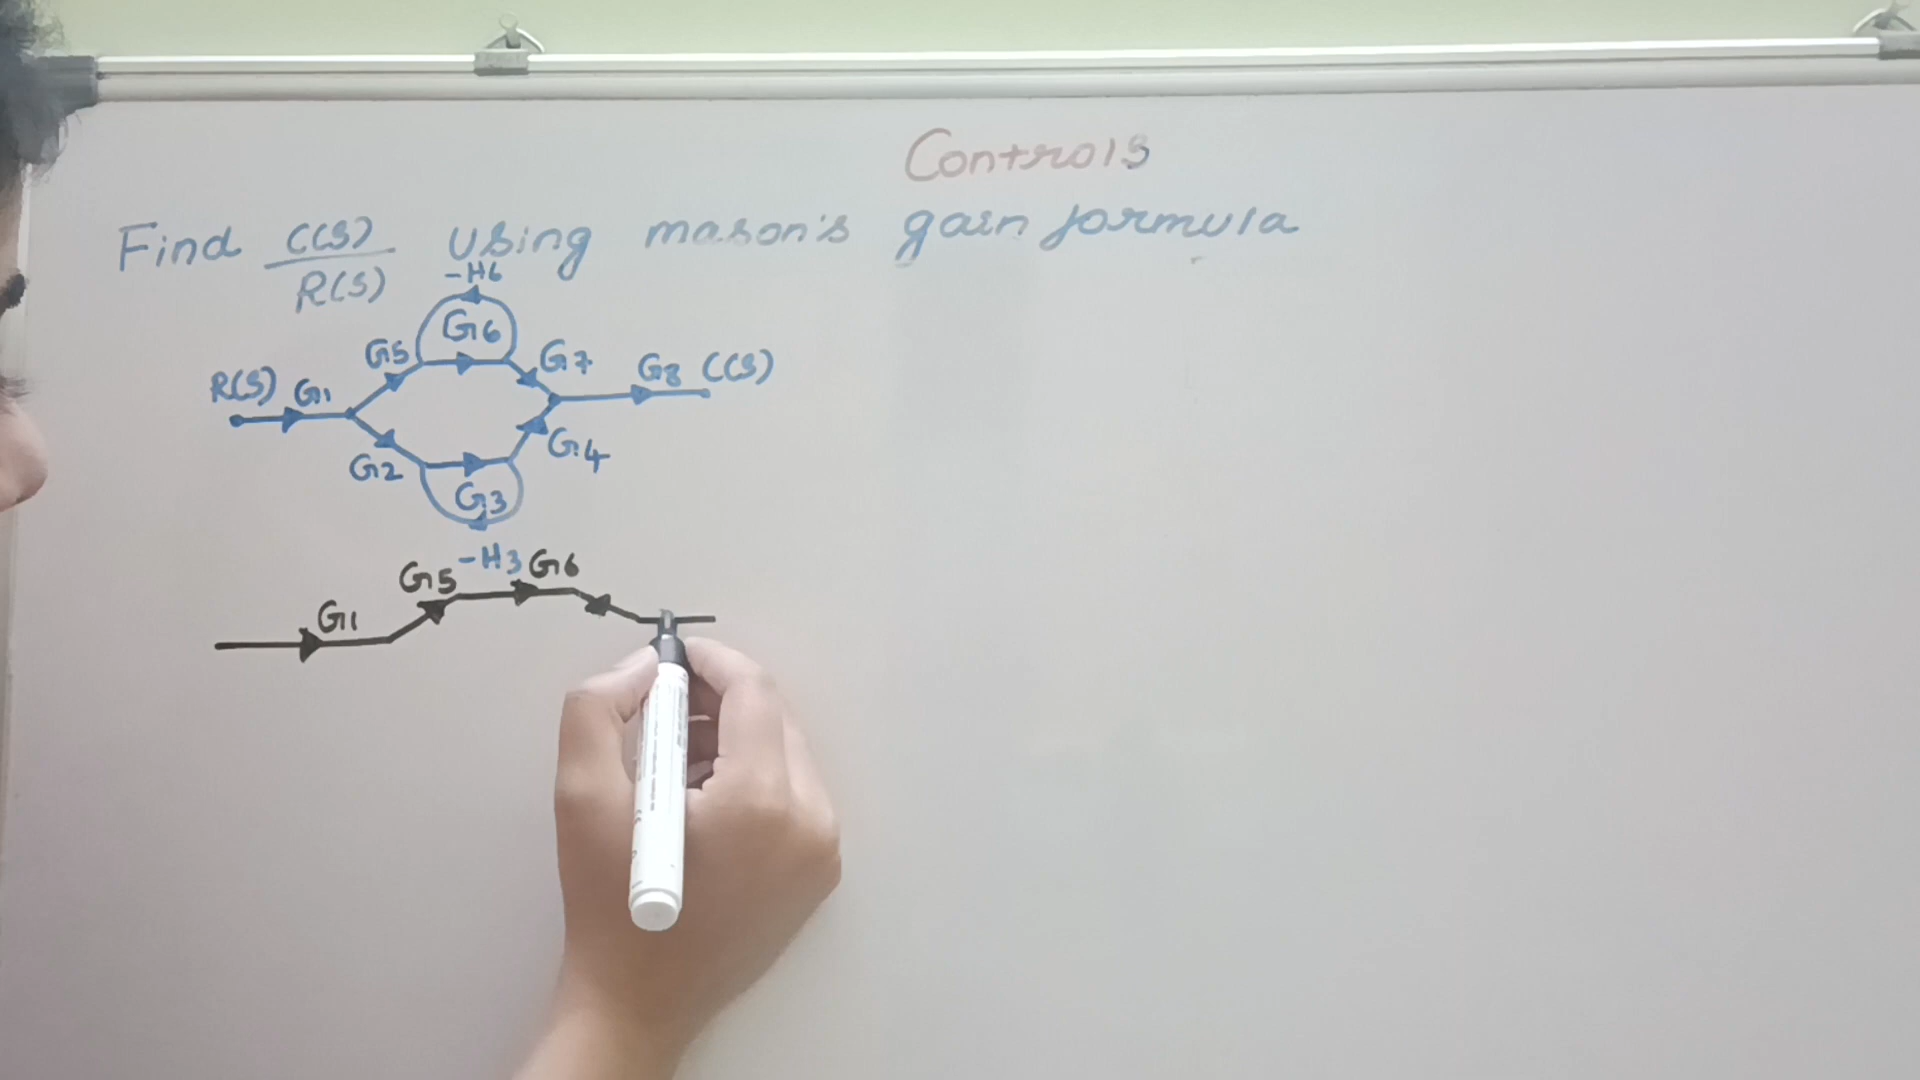 Controls
Find C(S)/R(S) using mason's gain formula
-H6
G6
G5
G7
R(S) G1
G8 C(S)
G2
G4
G3
-H3
G5 G6
G1